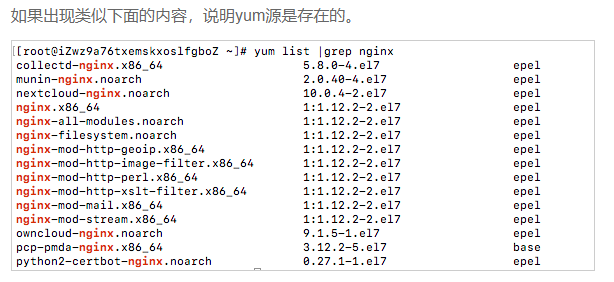 如果出现类似下面的内容，说明yum源是存在的。
[[root@iZwz9a76txemskxoslfgboZ ~]# yum list |grep nginx
collectd-nginx.x86_64 5.8.0-4.el7 epel
munin-nginx.noarch 2.0.40-4.el7 epel
nextcloud-nginx.noarch 10.0.4-2.el7 epel
nginx.x86_64 1:1.12.2-2.el7 epel
nginx-all-modules.noarch 1:1.12.2-2.el7 epel
nginx-filesystem.noarch 1:1.12.2-2.el7 epel
nginx-mod-http-geoip.x86_64 1:1.12.2-2.el7 epel
nginx-mod-http-image-filter.x86_64 1:1.12.2-2.el7 epel
nginx-mod-http-perl.x86_64 1:1.12.2-2.el7 epel
nginx-mod-http-xslt-filter.x86_64 1:1.12.2-2.el7 epel
nginx-mod-mail.x86_64 1:1.12.2-2.el7 epel
nginx-mod-stream.x86_64 1:1.12.2-2.el7 epel
owncloud-nginx.noarch 9.1.5-1.el7 epel
pcp-pmda-nginx.x86_64 3.12.2-5.el7 base
python2-certbot-nginx.noarch 0.27.1-1.el7 epel